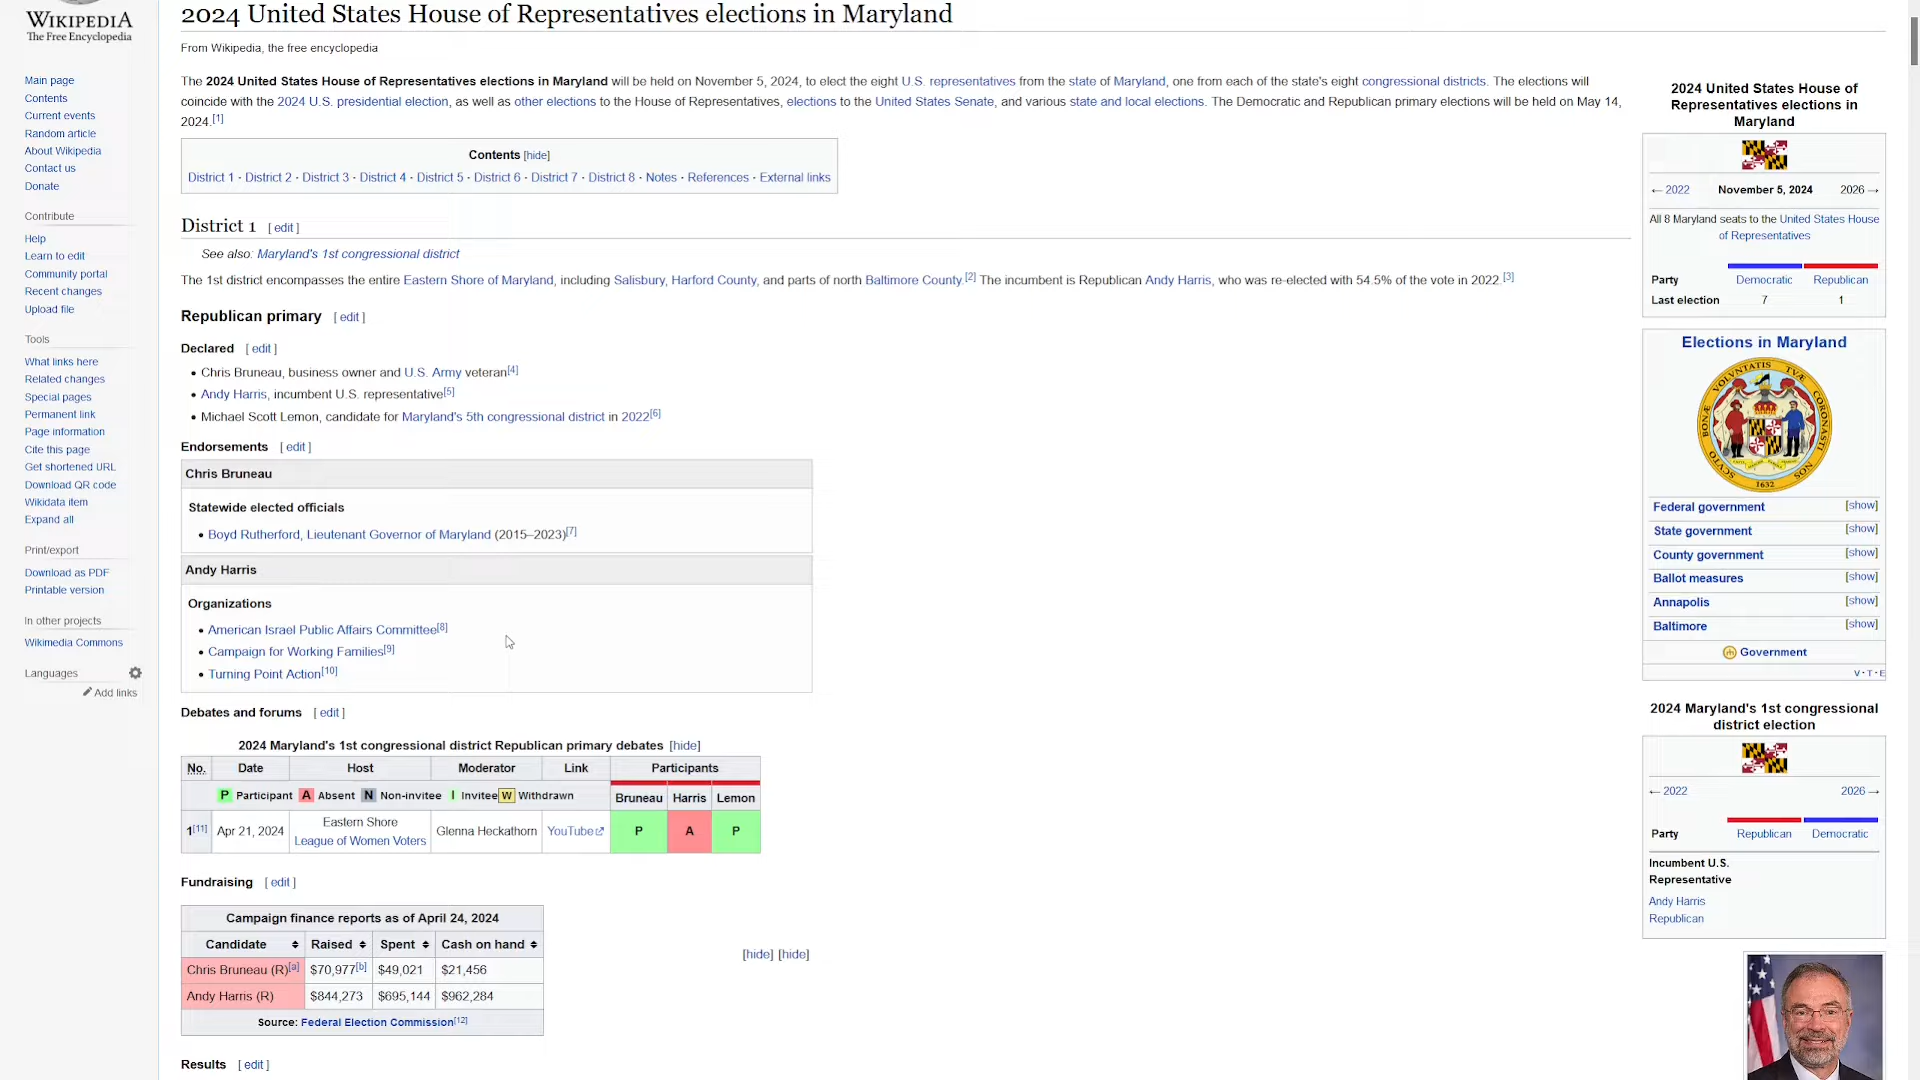 WIKIPEDIA
The Free Encyclopedia
Main page
Contents
Current events
Random article
About Wikipedia
Contact us
Donate
Contribute
Help
Learn to edit
Community portal
Recent changes
Upload file
Tools
What links here
Related changes
Special pages
Permanent link
Page information
Cite this page
Get shortened URL
Download QR code
Wikidata item
Expand all
Print/export
Download as PDF
Printable version
In other projects
Wikimedia Commons
Languages
Add links
2024 United States House of Representatives elections in Maryland
From Wikipedia, the free encyclopedia
The 2024 United States House of Representatives elections in Maryland will be held on November 5, 2024, to elect the eight U.S. representatives from the state of Maryland, one from each of the state's eight congressional districts. The elections will
coincide with the 2024 U.S. presidential election, as well as other elections to the House of Representatives, elections to the United States Senate, and various state and local elections. The Democratic and Republican primary elections will be held on May 14,
2024.[1]
Contents [hide]
District 1 · District 2 · District 3 · District 4 · District 5 · District 6 · District 7 · District 8 · Notes · References · External links
District 1 [ edit ]
See also: Maryland's 1st congressional district
The 1st district encompasses the entire Eastern Shore of Maryland, including Salisbury, Harford County, and parts of north Baltimore County.[2] The incumbent is Republican Andy Harris, who was re-elected with 54.5% of the vote in 2022.[3]
Republican primary [ edit ]
Declared [ edit ]
• Chris Bruneau, business owner and U.S. Army veteran[4]
• Andy Harris, incumbent U.S. representative[5]
• Michael Scott Lemon, candidate for Maryland's 5th congressional district in 2022[6]
Endorsements [ edit ]
Chris Bruneau
Statewide elected officials
• Boyd Rutherford, Lieutenant Governor of Maryland (2015–2023)[7]
Andy Harris
Organizations
• American Israel Public Affairs Committee[8]
• Campaign for Working Families[9]
• Turning Point Action[10]
Debates and forums [ edit ]
2024 Maryland's 1st congressional district Republican primary debates [hide]
No. Date Host Moderator Link Participants
P Participant A Absent N Non-invitee I Invitee W Withdrawn Bruneau Harris Lemon
1[11] Apr 21, 2024 Eastern Shore
League of Women Voters Glenna Heckathorn YouTube P A P
Fundraising [ edit ]
Campaign finance reports as of April 24, 2024
Candidate Raised Spent Cash on hand
[hide] [hide]
Chris Bruneau (R)[a] $70,977[b] $49,021 $21,456
Andy Harris (R) $844,273 $695,144 $962,284
Source: Federal Election Commission[12]
Results [ edit ]
2024 United States House of
Representatives elections in
Maryland
← 2022 November 5, 2024 2026 →
All 8 Maryland seats to the United States House
of Representatives
Party Democratic Republican
Last election 7 1
Elections in Maryland
SCVTO BONÆ VOLVNTATIS TVÆ CORONASTI NOS
1632
Federal government [show]
State government [show]
County government [show]
Ballot measures [show]
Annapolis [show]
Baltimore [show]
Government
V · T · E
2024 Maryland's 1st congressional
district election
← 2022 2026 →
Party Republican Democratic
Incumbent U.S.
Representative
Andy Harris
Republican